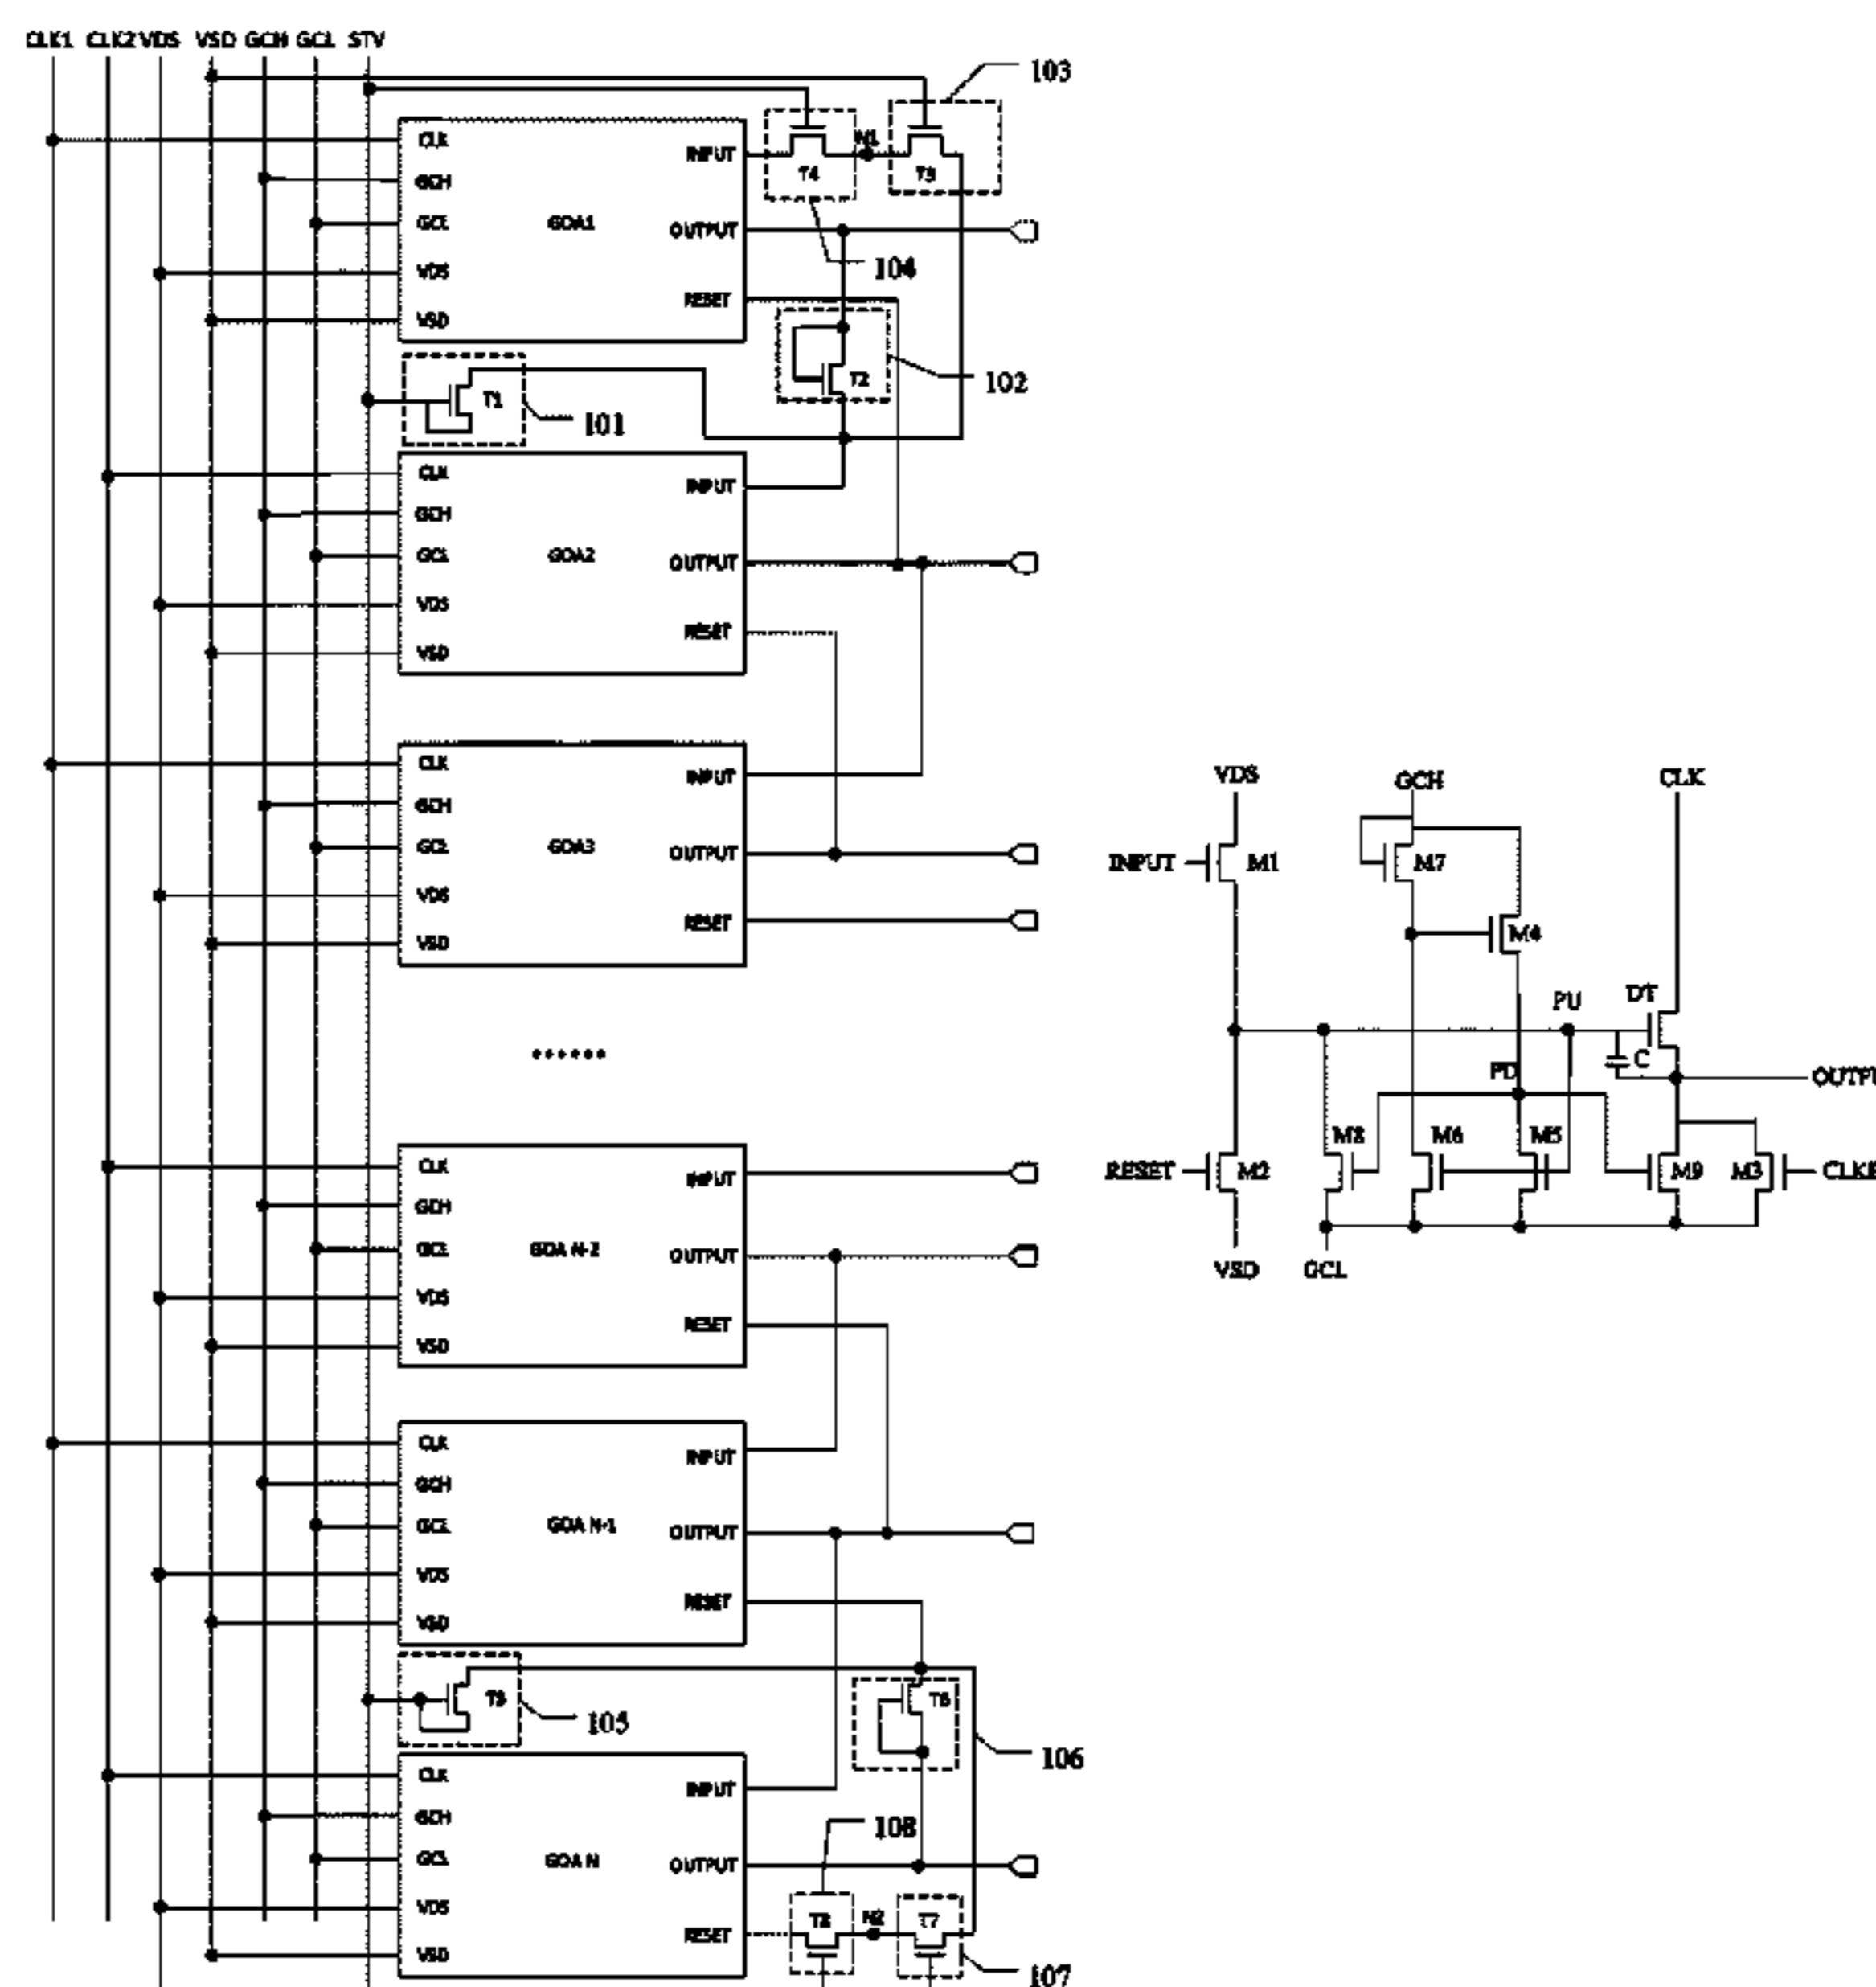 CLK1 CLK2 VDS VSD GCH GCL STV
103
CLK
GCH
GCL
VDS
VSD
GOA1
INPUT
OUTPUT
RESET
T4
N1
T3
104
T2
102
T1
101
CLK
GCH
GCL
VDS
VSD
GOA2
INPUT
OUTPUT
RESET
CLK
GCH
GCL
VDS
VSD
GOA3
INPUT
OUTPUT
RESET
......
CLK
GCH
GCL
VDS
VSD
GOA N-2
INPUT
OUTPUT
RESET
CLK
GCH
GCL
VDS
VSD
GOA N-1
INPUT
OUTPUT
RESET
105
T6
106
CLK
GCH
GCL
VDS
VSD
GOA N
INPUT
OUTPUT
RESET
108
T8
N2
T7
107
VDS
GCH
CLK
INPUT
M1
M7
M4
PU
DT
C
PD
M8
M6
M5
RESET
M2
M9
M3
VSD
GCL